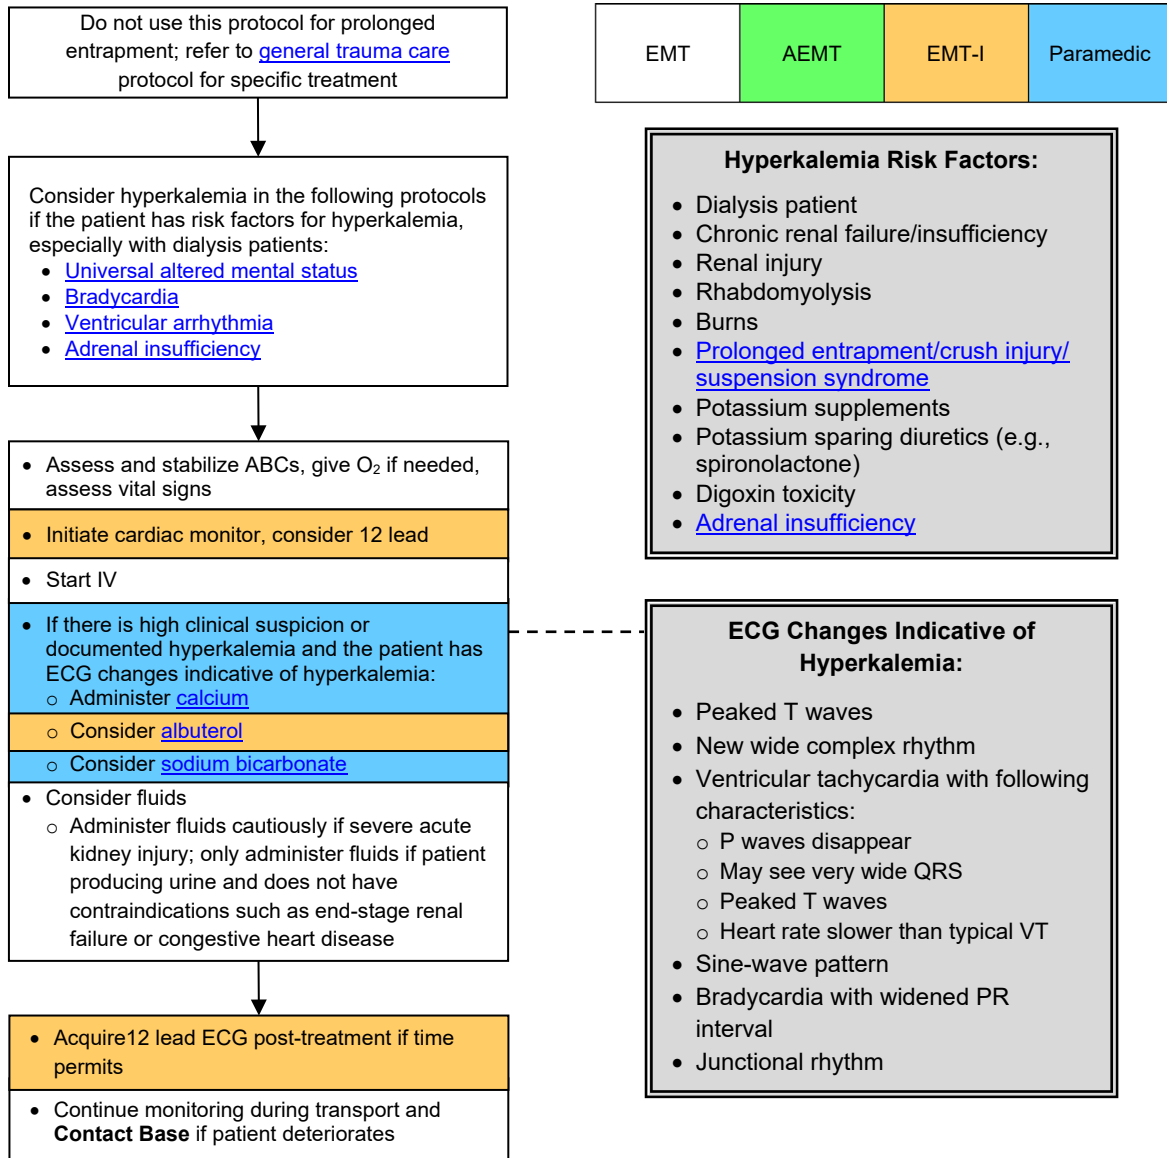 Do not use this protocol for prolonged
entrapment; refer to general trauma care
protocol for specific treatment
Consider hyperkalemia in the following protocols
if the patient has risk factors for hyperkalemia,
especially with dialysis patients:
• Universal altered mental status
• Bradycardia
• Ventricular arrhythmia
• Adrenal insufficiency
• Assess and stabilize ABCs, give O₂ if needed,
assess vital signs
• Initiate cardiac monitor, consider 12 lead
• Start IV
• If there is high clinical suspicion or
documented hyperkalemia and the patient has
ECG changes indicative of hyperkalemia:
o Administer calcium
o Consider albuterol
o Consider sodium bicarbonate
• Consider fluids
o Administer fluids cautiously if severe acute
kidney injury; only administer fluids if patient
producing urine and does not have
contraindications such as end-stage renal
failure or congestive heart disease
• Acquire12 lead ECG post-treatment if time
permits
• Continue monitoring during transport and
Contact Base if patient deteriorates
EMT AEMT EMT-I Paramedic
Hyperkalemia Risk Factors:
• Dialysis patient
• Chronic renal failure/insufficiency
• Renal injury
• Rhabdomyolysis
• Burns
• Prolonged entrapment/crush injury/
suspension syndrome
• Potassium supplements
• Potassium sparing diuretics (e.g.,
spironolactone)
• Digoxin toxicity
• Adrenal insufficiency
ECG Changes Indicative of
Hyperkalemia:
• Peaked T waves
• New wide complex rhythm
• Ventricular tachycardia with following
characteristics:
o P waves disappear
o May see very wide QRS
o Peaked T waves
o Heart rate slower than typical VT
• Sine-wave pattern
• Bradycardia with widened PR
interval
• Junctional rhythm